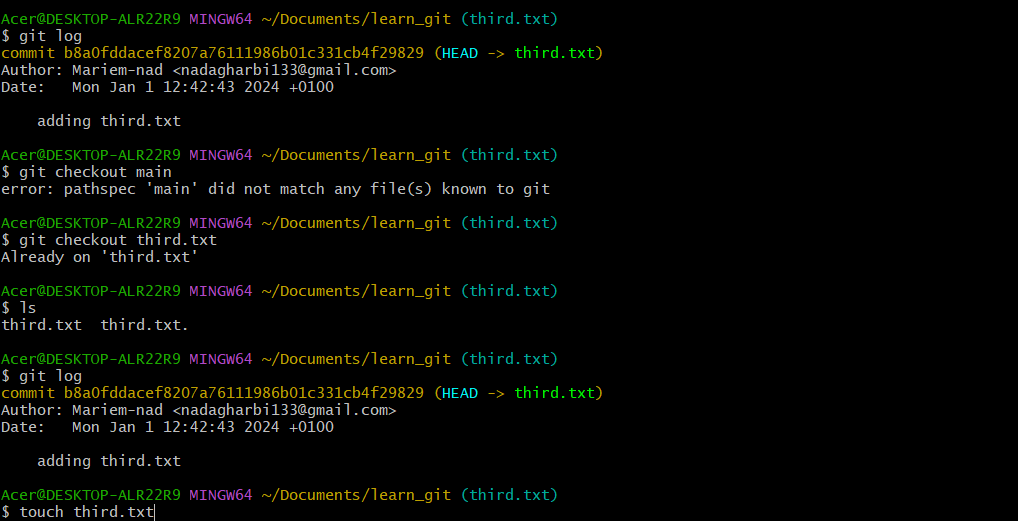 Acer@DESKTOP-ALR22R9 MINGW64 ~/Documents/learn_git (third.txt)
$ git log
commit b8a0fddacef8207a76111986b01c331cb4f29829 (HEAD -> third.txt)
Author: Mariem-nad <nadagharbi133@gmail.com>
Date:   Mon Jan 1 12:42:43 2024 +0100

    adding third.txt

Acer@DESKTOP-ALR22R9 MINGW64 ~/Documents/learn_git (third.txt)
$ git checkout main
error: pathspec 'main' did not match any file(s) known to git

Acer@DESKTOP-ALR22R9 MINGW64 ~/Documents/learn_git (third.txt)
$ git checkout third.txt
Already on 'third.txt'

Acer@DESKTOP-ALR22R9 MINGW64 ~/Documents/learn_git (third.txt)
$ ls
third.txt  third.txt.

Acer@DESKTOP-ALR22R9 MINGW64 ~/Documents/learn_git (third.txt)
$ git log
commit b8a0fddacef8207a76111986b01c331cb4f29829 (HEAD -> third.txt)
Author: Mariem-nad <nadagharbi133@gmail.com>
Date:   Mon Jan 1 12:42:43 2024 +0100

    adding third.txt

Acer@DESKTOP-ALR22R9 MINGW64 ~/Documents/learn_git (third.txt)
$ touch third.txt